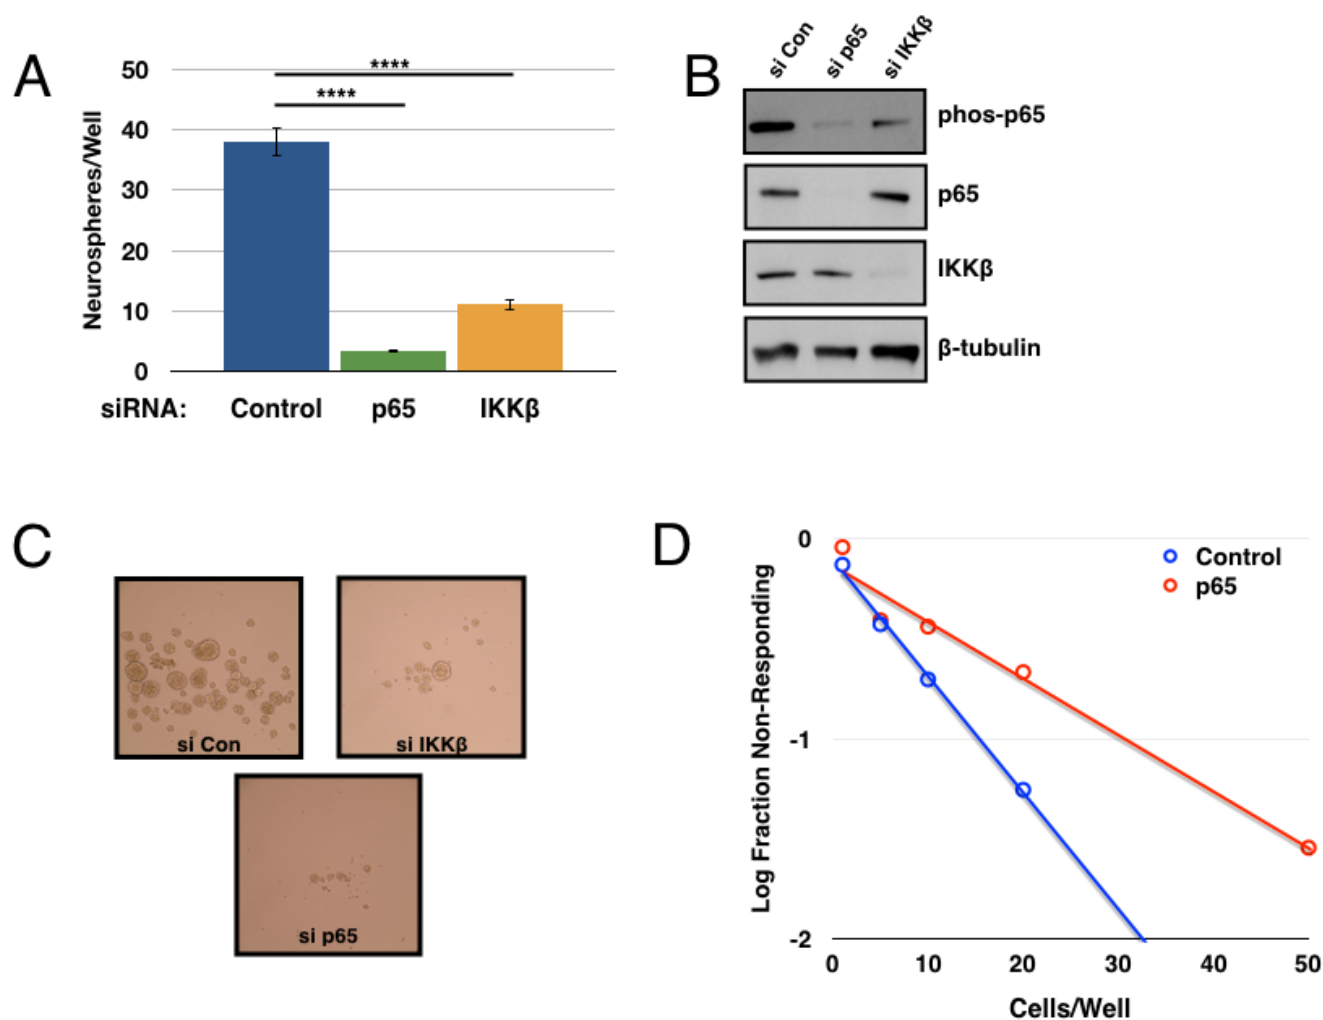 A
50
40
30
20
10
0
Neurospheres/Well
****
****
siRNA: Control p65 IKKβ
B
si Con si p65 si IKKβ
phos-p65
p65
IKKβ
β-tubulin
C
si Con
si IKKβ
si p65
D
0
-1
-2
Log Fraction Non-Responding
Control
p65
0 10 20 30 40 50
Cells/Well